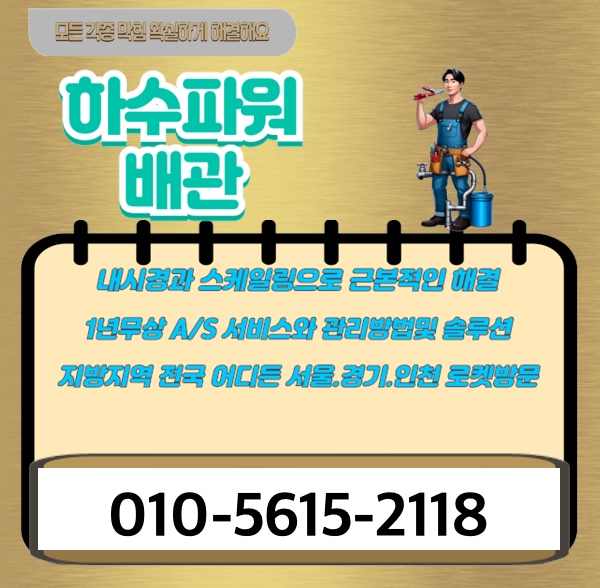 모든 각종 막힘 확실하게 해결해요
하수파워
배관
내시경과 스케일링으로 근본적인 해결
1년무상 A/S 서비스와 관리방법및 솔루션
지방지역 전국 어디든 서울.경기.인천 로켓방문
010-5615-2118